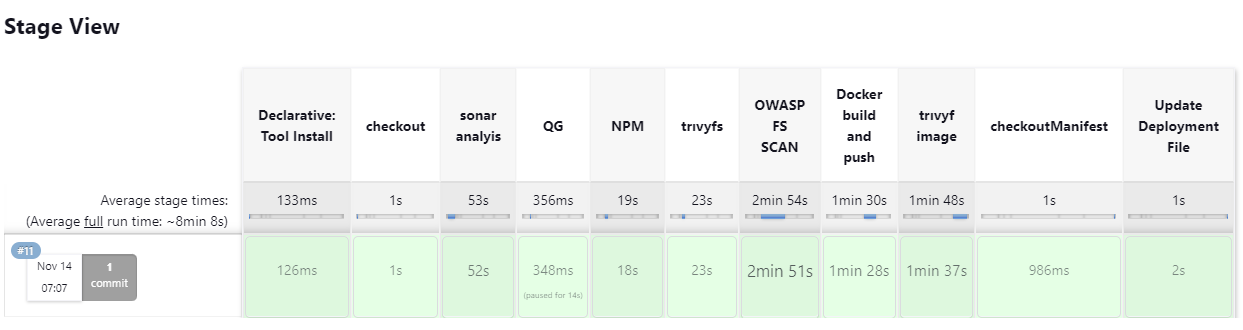 Stage View
Declarative:
Tool Install
checkout
sonar
analyis
QG
NPM
trıvyfs
OWASP
FS
SCAN
Docker
build
and
push
trıvyf
image
checkoutManifest
Update
Deployment
File
Average stage times:
(Average full run time: ~8min 8s)
133ms
1s
53s
356ms
19s
23s
2min 54s
1min 30s
1min 48s
1s
1s
#11
Nov 14
07:07
1
commit
126ms
1s
52s
348ms
(paused for 14s)
18s
23s
2min 51s
1min 28s
1min 37s
986ms
2s